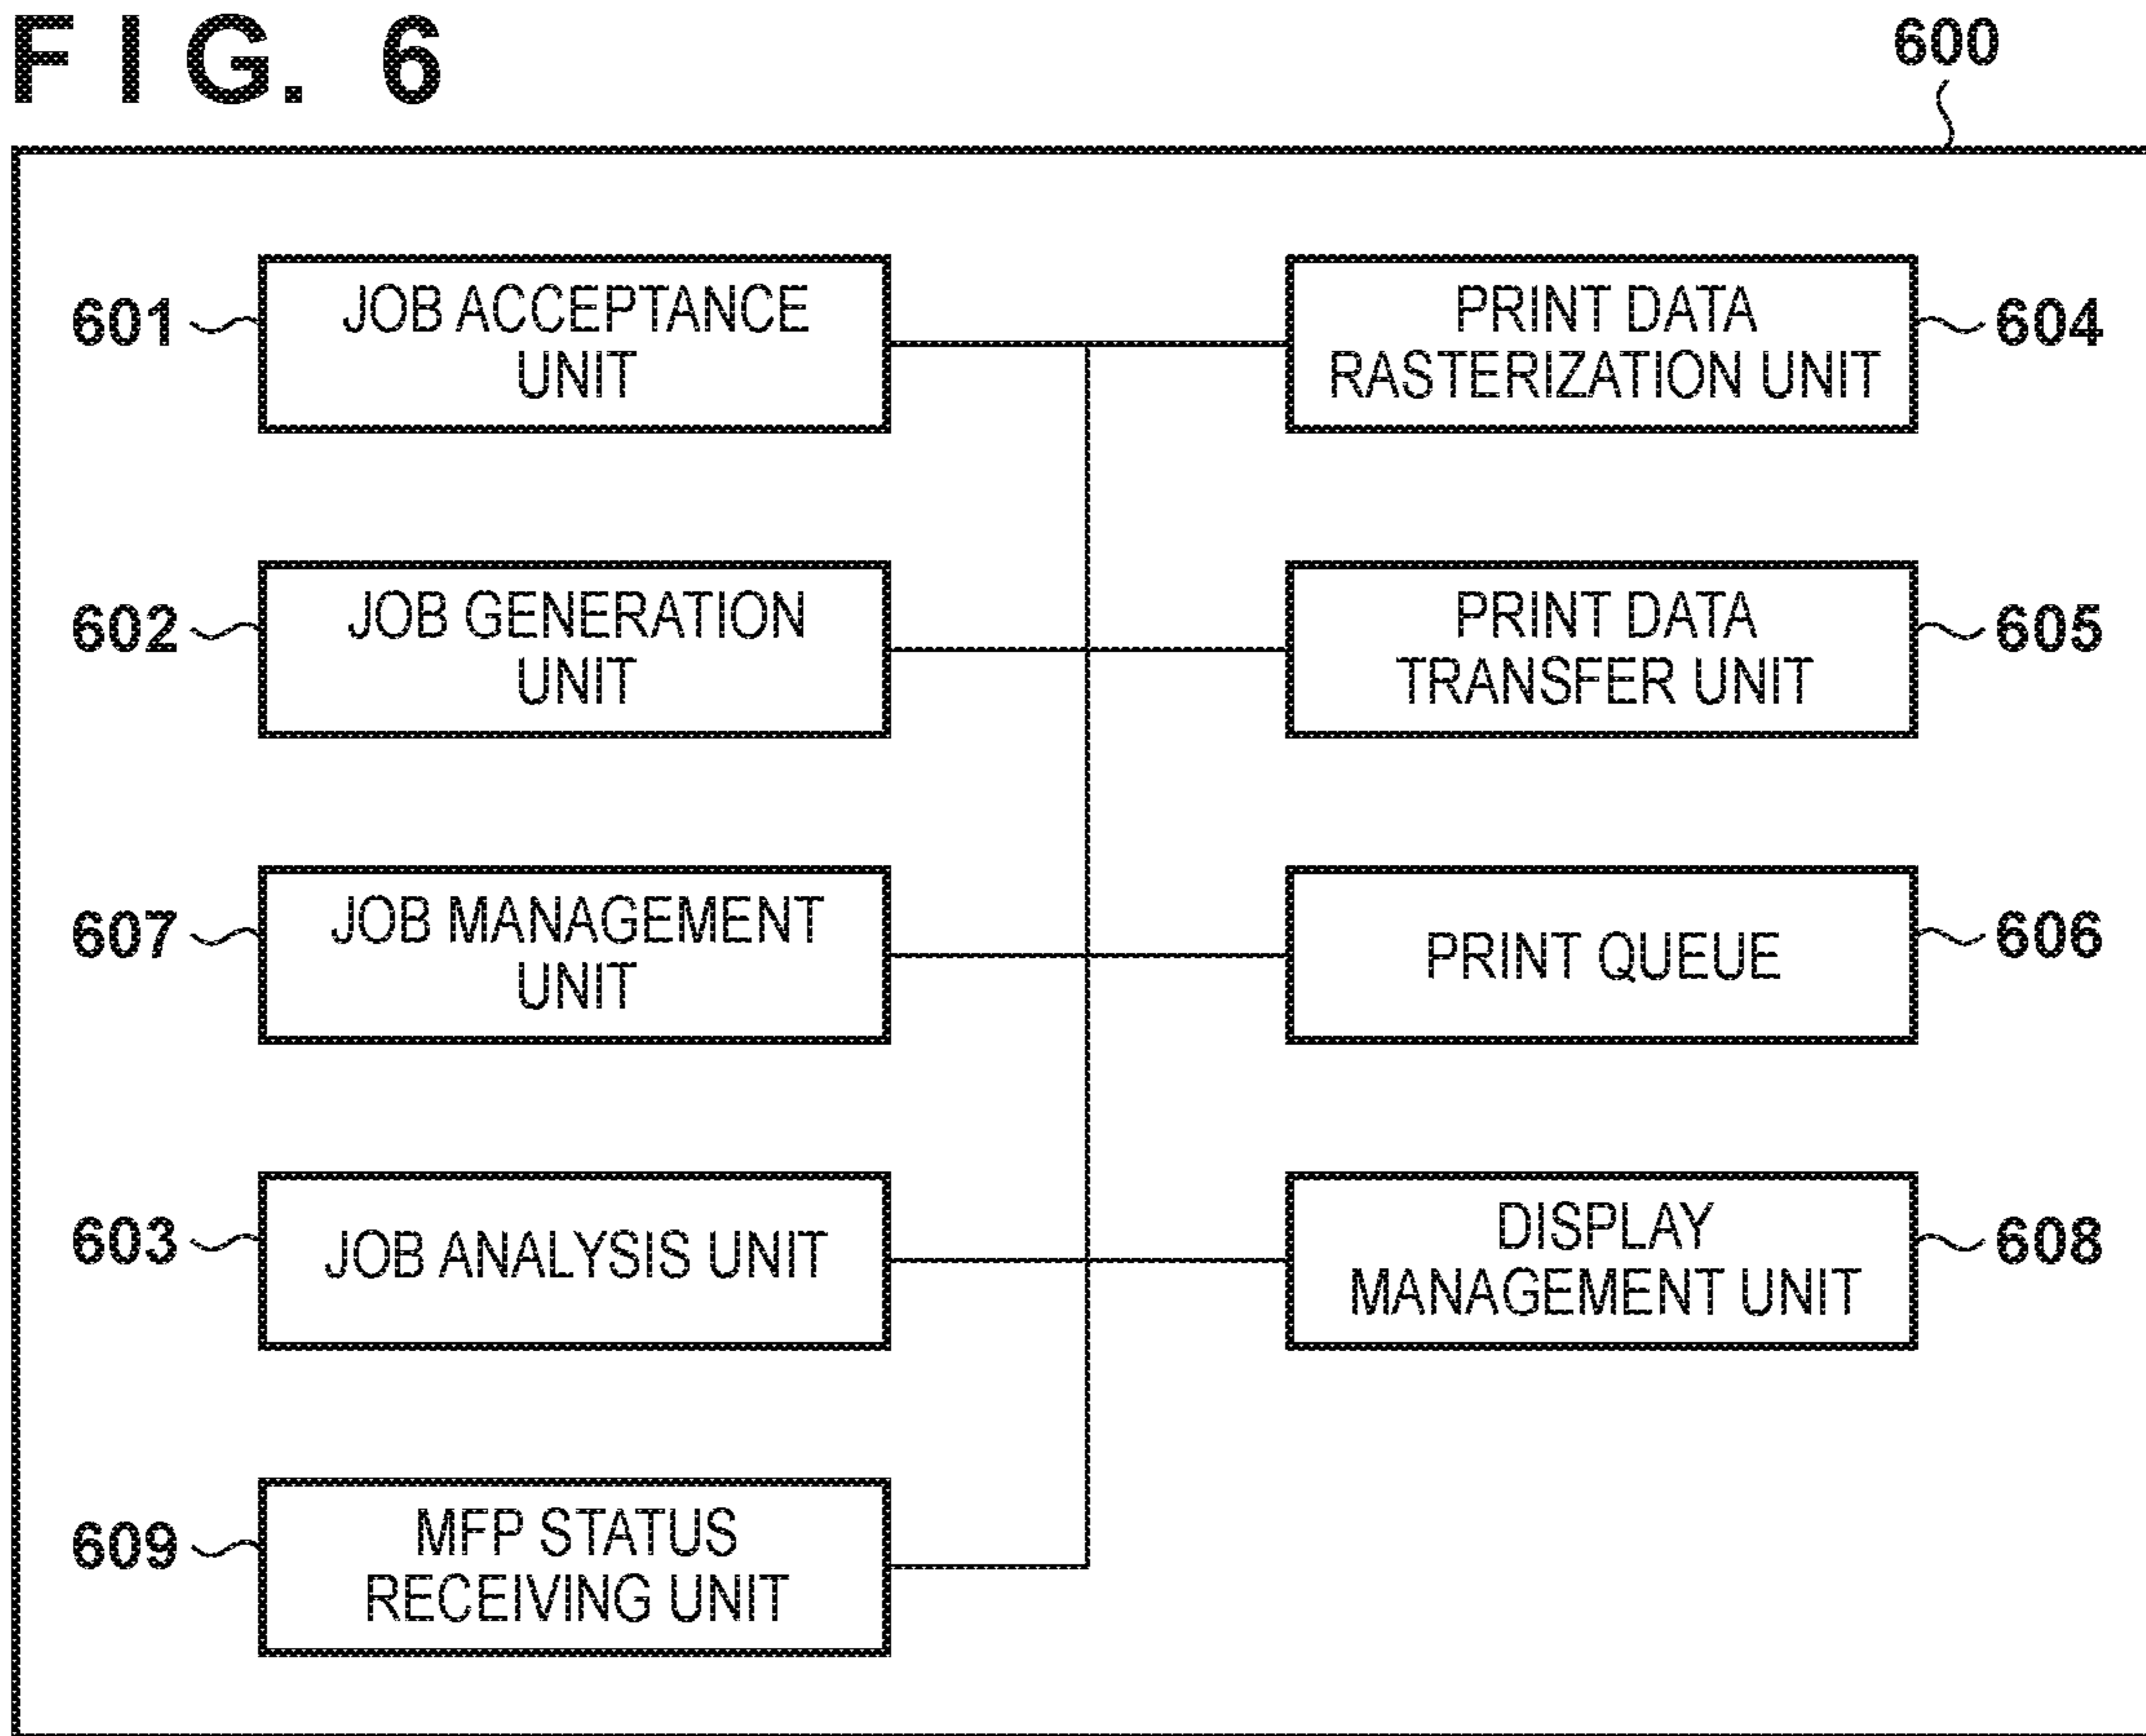 FIG. 6
600
601
JOB ACCEPTANCE
UNIT
PRINT DATA
RASTERIZATION UNIT
604
602
JOB GENERATION
UNIT
PRINT DATA
TRANSFER UNIT
605
607
JOB MANAGEMENT
UNIT
PRINT QUEUE
606
603
JOB ANALYSIS UNIT
DISPLAY
MANAGEMENT UNIT
608
609
MFP STATUS
RECEIVING UNIT